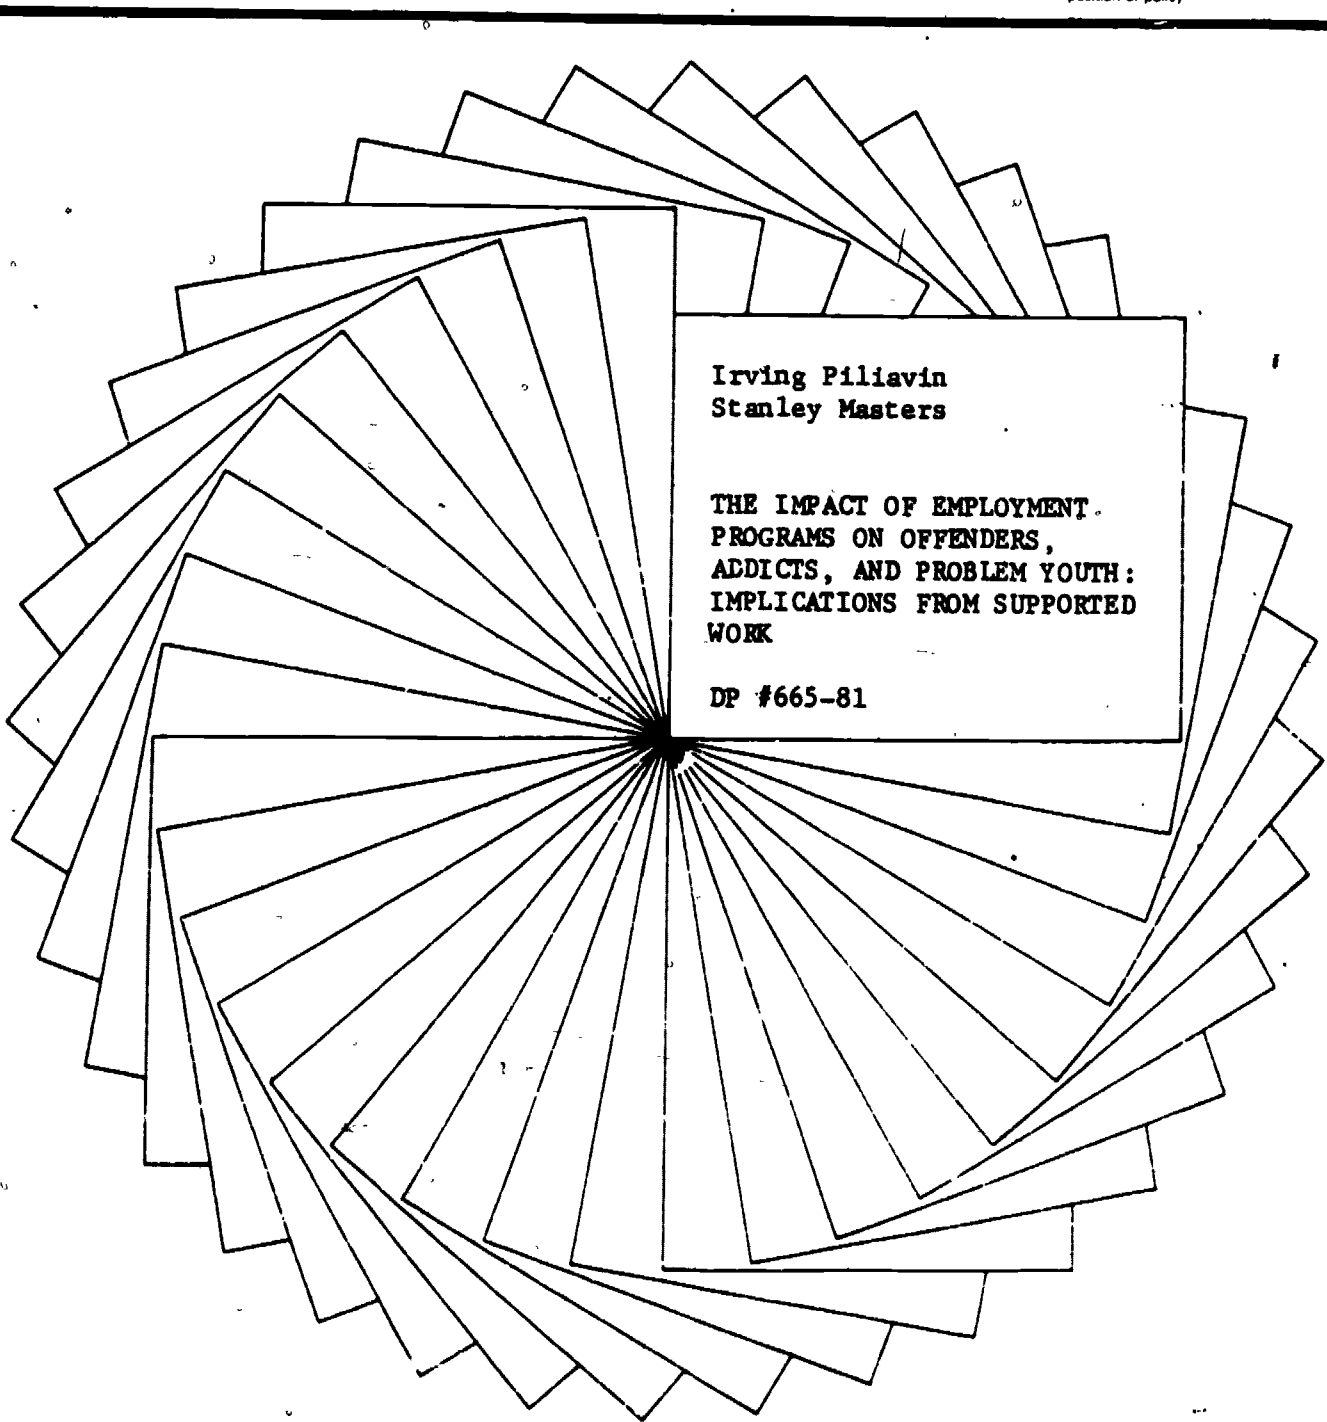 Irving Piliavin
Stanley Masters
THE IMPACT OF EMPLOYMENT
PROGRAMS ON OFFENDERS,
ADDICTS, AND PROBLEM YOUTH:
IMPLICATIONS FROM SUPPORTED
WORK
DP #665-81